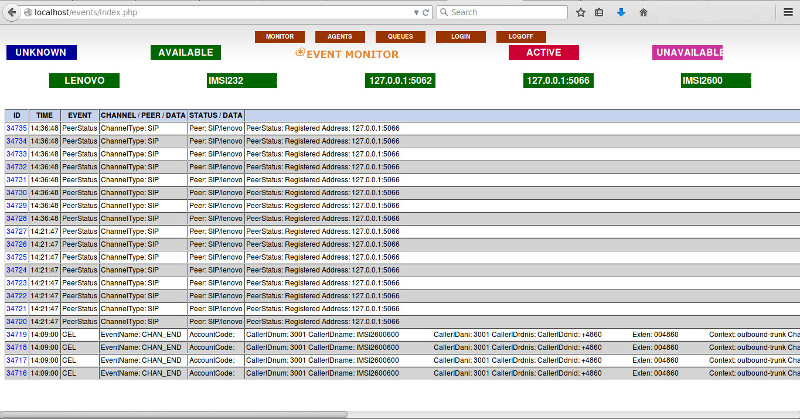 localhost/events/index.php Search
MONITOR AGENTS QUEUES LOGIN LOGOFF
UNKNOWN AVAILABLE EVENT MONITOR ACTIVE UNAVAILABLE
LENOVO IMSI232 127.0.0.1:5062 127.0.0.1:5066 IMSI2600
ID TIME EVENT CHANNEL / PEER / DATA STATUS / DATA
34735 14:36:48 PeerStatus ChannelType: SIP Peer: SIP/lenovo PeerStatus: Registered Address: 127.0.0.1:5066
34734 14:36:48 PeerStatus ChannelType: SIP Peer: SIP/lenovo PeerStatus: Registered Address: 127.0.0.1:5066
34733 14:36:48 PeerStatus ChannelType: SIP Peer: SIP/lenovo PeerStatus: Registered Address: 127.0.0.1:5066
34732 14:36:48 PeerStatus ChannelType: SIP Peer: SIP/lenovo PeerStatus: Registered Address: 127.0.0.1:5066
34731 14:36:48 PeerStatus ChannelType: SIP Peer: SIP/lenovo PeerStatus: Registered Address: 127.0.0.1:5066
34730 14:36:48 PeerStatus ChannelType: SIP Peer: SIP/lenovo PeerStatus: Registered Address: 127.0.0.1:5066
34729 14:36:48 PeerStatus ChannelType: SIP Peer: SIP/lenovo PeerStatus: Registered Address: 127.0.0.1:5066
34728 14:36:48 PeerStatus ChannelType: SIP Peer: SIP/lenovo PeerStatus: Registered Address: 127.0.0.1:5066
34727 14:21:47 PeerStatus ChannelType: SIP Peer: SIP/lenovo PeerStatus: Registered Address: 127.0.0.1:5066
34726 14:21:47 PeerStatus ChannelType: SIP Peer: SIP/lenovo PeerStatus: Registered Address: 127.0.0.1:5066
34725 14:21:47 PeerStatus ChannelType: SIP Peer: SIP/lenovo PeerStatus: Registered Address: 127.0.0.1:5066
34724 14:21:47 PeerStatus ChannelType: SIP Peer: SIP/lenovo PeerStatus: Registered Address: 127.0.0.1:5066
34723 14:21:47 PeerStatus ChannelType: SIP Peer: SIP/lenovo PeerStatus: Registered Address: 127.0.0.1:5066
34722 14:21:47 PeerStatus ChannelType: SIP Peer: SIP/lenovo PeerStatus: Registered Address: 127.0.0.1:5066
34721 14:21:47 PeerStatus ChannelType: SIP Peer: SIP/lenovo PeerStatus: Registered Address: 127.0.0.1:5066
34720 14:21:47 PeerStatus ChannelType: SIP Peer: SIP/lenovo PeerStatus: Registered Address: 127.0.0.1:5066
34719 14:09:00 CEL EventName: CHAN_END AccountCode: CallerIDnum: 3001 CallerIDname: IMSI2600600 CallerIDani: 3001 CallerIDrdnis: CallerIDdnid: +4860 Exten: 004860 Context: outbound-trunk Cha
34718 14:09:00 CEL EventName: CHAN_END AccountCode: CallerIDnum: 3001 CallerIDname: IMSI2600600 CallerIDani: 3001 CallerIDrdnis: CallerIDdnid: +4860 Exten: 004860 Context: outbound-trunk Cha
34717 14:09:00 CEL EventName: CHAN_END AccountCode: CallerIDnum: 3001 CallerIDname: IMSI2600600 CallerIDani: 3001 CallerIDrdnis: CallerIDdnid: +4860 Exten: 004860 Context: outbound-trunk Cha
34716 14:09:00 CEL EventName: CHAN_END AccountCode: CallerIDnum: 3001 CallerIDname: IMSI2600600 CallerIDani: 3001 CallerIDrdnis: CallerIDdnid: +4860 Exten: 004860 Context: outbound-trunk Cha